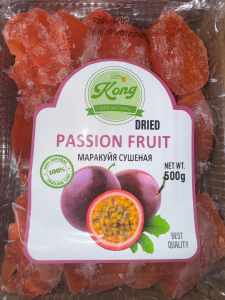 Kong
100% NATURAL
DRIED
PASSION FRUIT
МАРАКУЙЯ СУШЕНАЯ
NET WT.
500g
100%
BEST
QUALITY